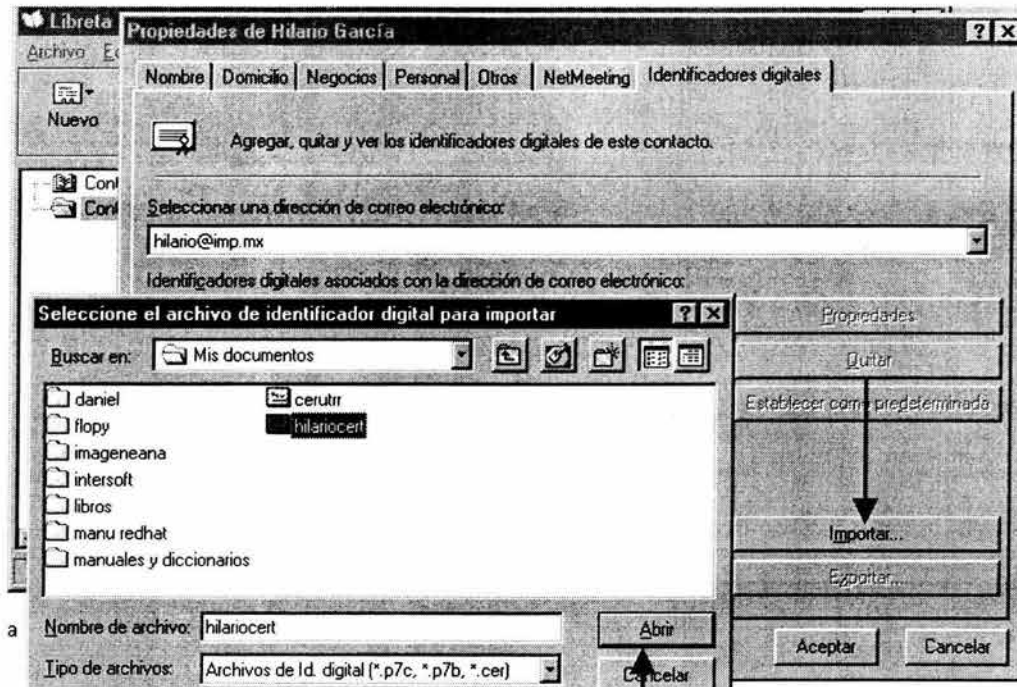 Libreta
Propiedades de Hilario García
Archivo
Nombre Domicilio Negocios Personal Otros NetMeeting Identificadores digitales
Nuevo
Agregar, quitar y ver los identificadores digitales de este contacto.
Seleccionar una dirección de correo electrónico:
hilario@imp.mx
Identificadores digitales asociados con la dirección de correo electrónico:
Seleccione el archivo de identificador digital para importar
Propiedades
Buscar en: Mis documentos
Quitar
Establecer como predeterminada
daniel
flopy
imageneana
intersoft
libros
manu redhat
manuales y diccionarios
cerutrr
hilariocert
Importar...
Exportar...
a
Nombre de archivo: hilariocert
Abrir
Aceptar Cancelar
Tipo de archivos: Archivos de Id. digital (*.p7c, *.p7b, *.cer)
Cancelar